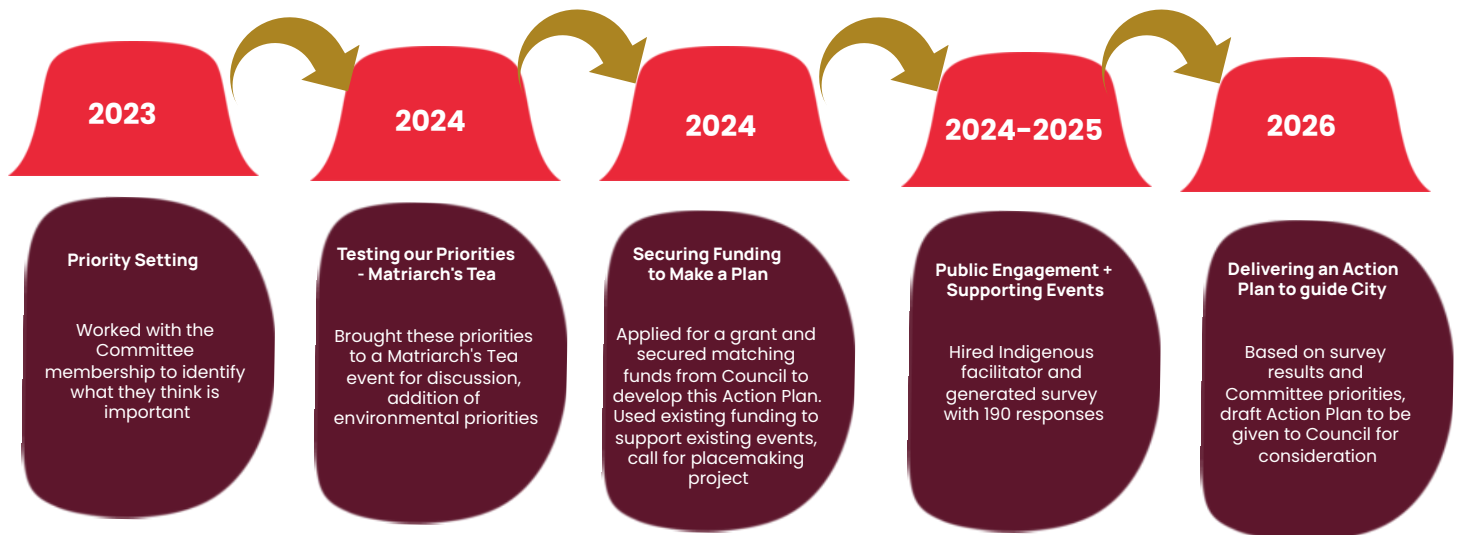 2023
Priority Setting
Worked with the
Committee
membership to identify
what they think is
important
2024
Testing our Priorities
- Matriarch's Tea
Brought these priorities
to a Matriarch's Tea
event for discussion,
addition of
environmental priorities
2024
Securing Funding
to Make a Plan
Applied for a grant and
secured matching
funds from Council to
develop this Action Plan.
Used existing funding to
support existing events,
call for placemaking
project
2024-2025
Public Engagement +
Supporting Events
Hired Indigenous
facilitator and
generated survey
with 190 responses
2026
Delivering an Action
Plan to guide City
Based on survey
results and
Committee priorities,
draft Action Plan to be
given to Council for
consideration